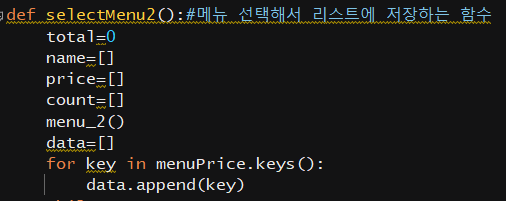 def selectMenu2():#메뉴 선택해서 리스트에 저장하는 함수
total=0
name=[]
price=[]
count=[]
menu_2()
data=[]
for key in menuPrice.keys():
data.append(key)